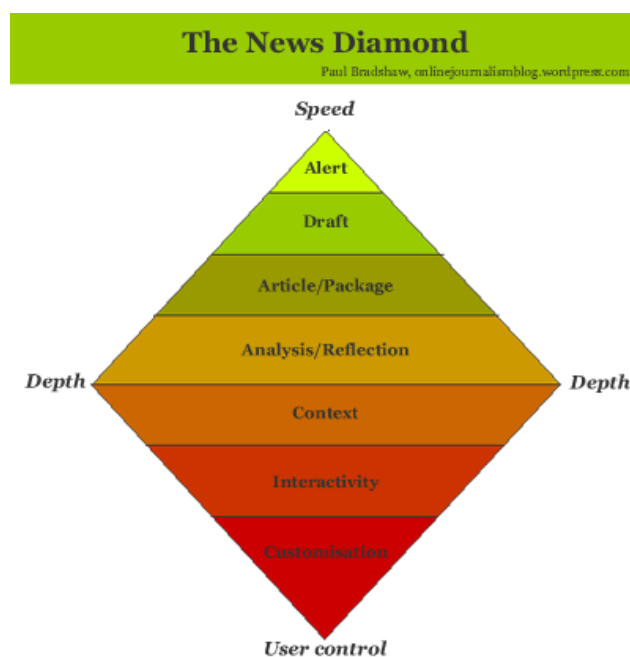 The News Diamond
Paul Bradshaw, onlinejournalismblog.wordpress.com
Speed
Alert
Draft
Article/Package
Analysis/Reflection
Depth
Depth
Context
Interactivity
Customisation
User control